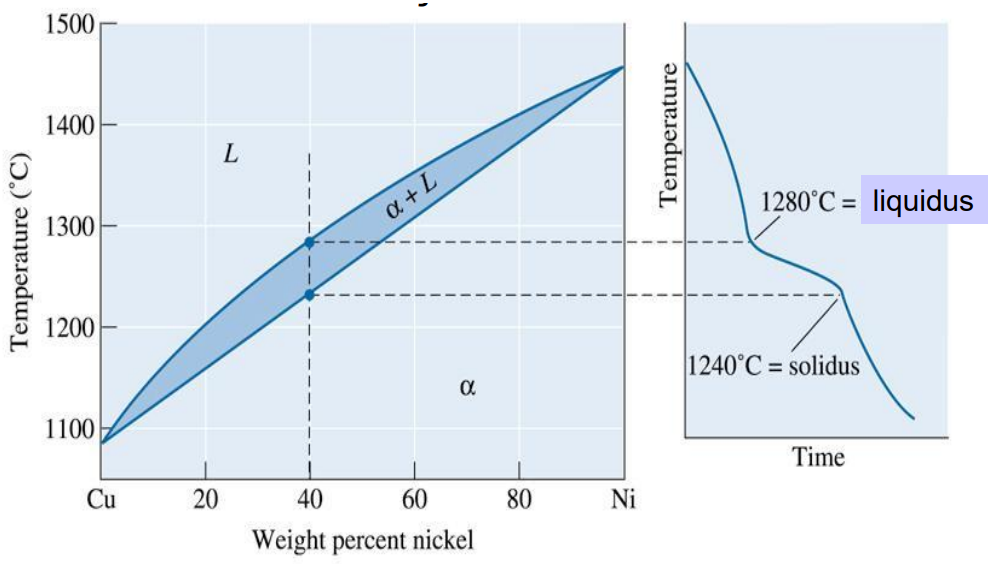 1500
1400
1300
1200
1100
Temperature (°C)
L
α + L
α
Cu
20
40
60
80
Ni
Weight percent nickel
Temperature
1280°C = liquidus
1240°C = solidus
Time